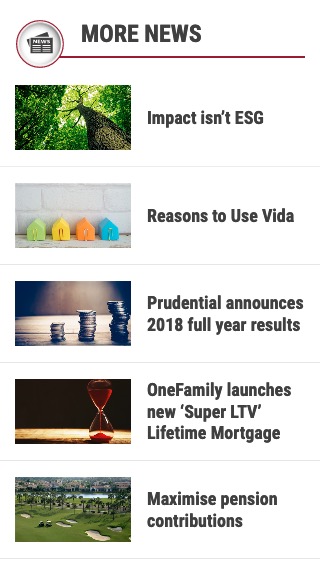 NEWS
MORE NEWS
Impact isn’t ESG
Reasons to Use Vida
Prudential announces
2018 full year results
OneFamily launches
new ‘Super LTV’
Lifetime Mortgage
Maximise pension
contributions